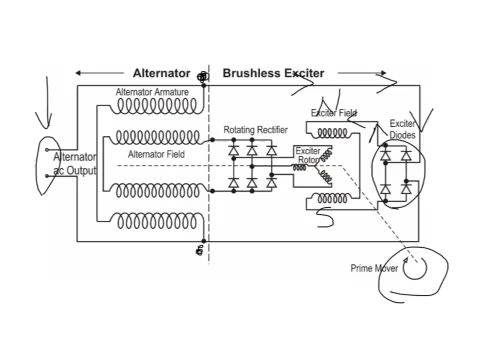 Alternator
Brushless Exciter
Alternator Armature
Exciter Field
Rotating Rectifier
Exciter
Diodes
Alternator
ac Output
Alternator Field
Exciter
Rotor
Prime Mover
N
S